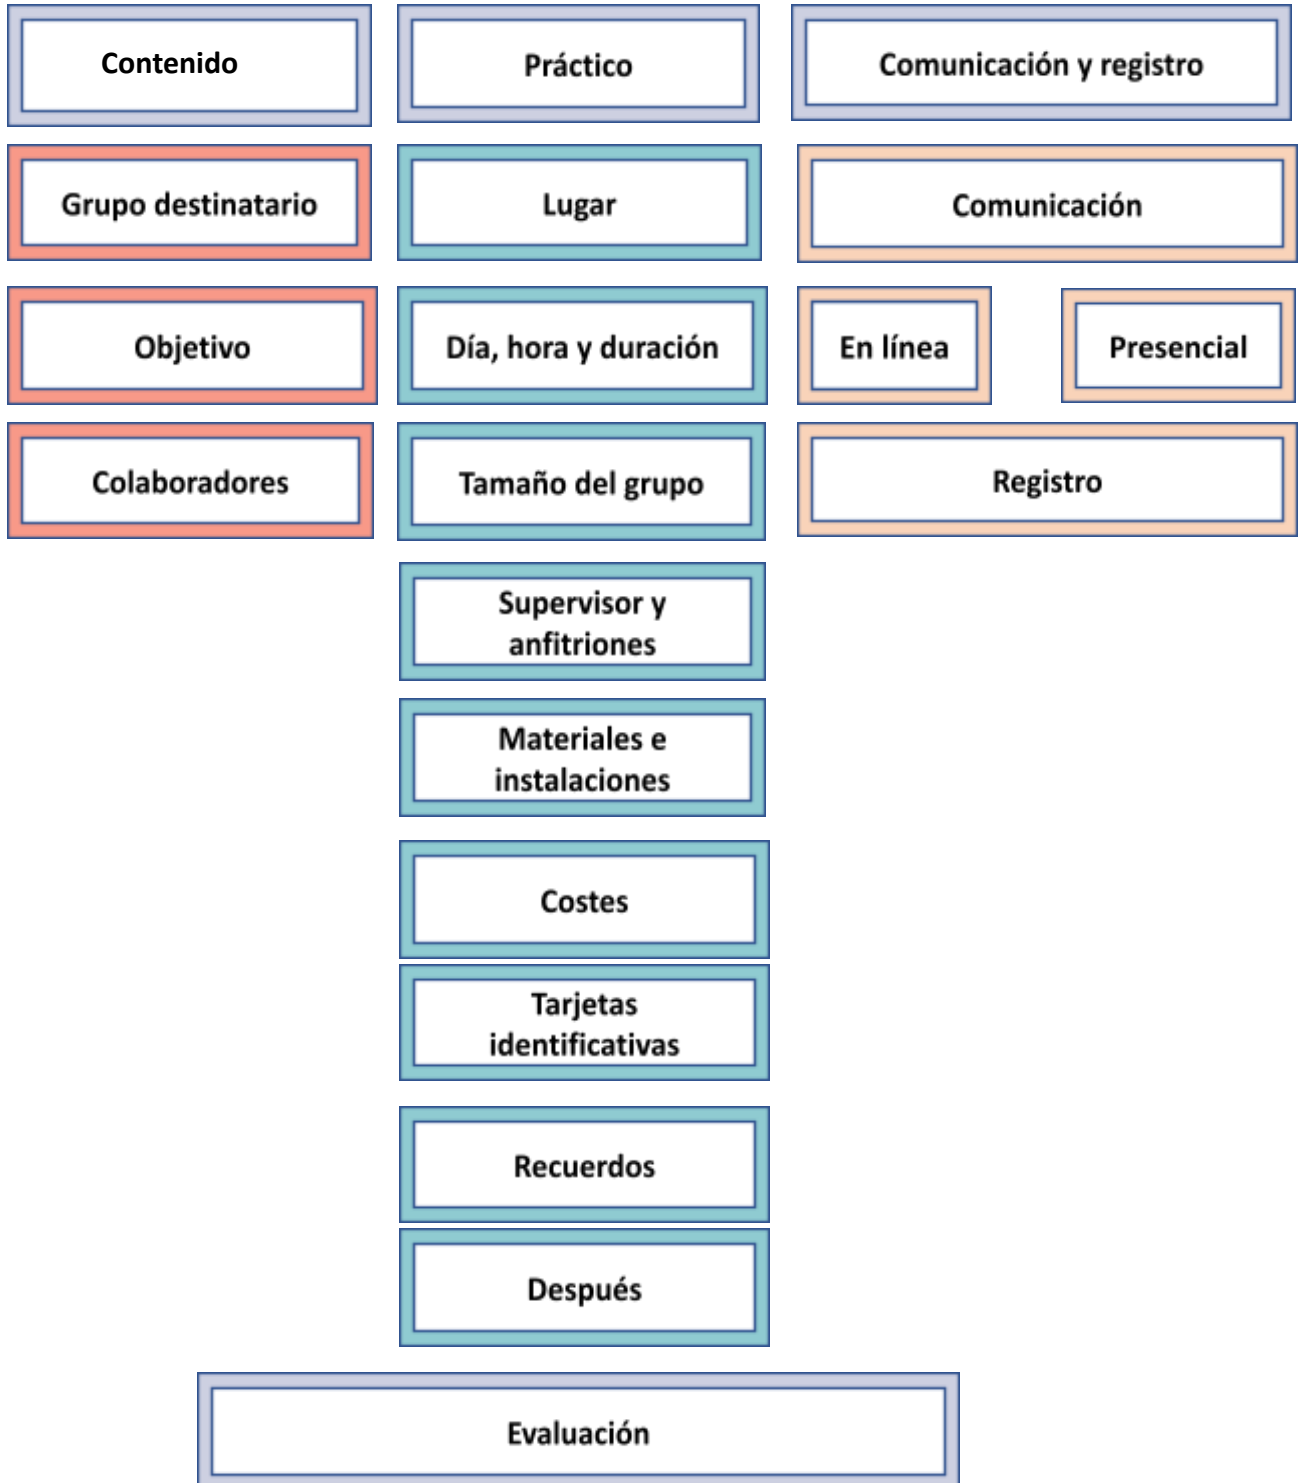 Contenido
Práctico
Comunicación y registro
Grupo destinatario
Lugar
Comunicación
Objetivo
Día, hora y duración
En línea
Presencial
Colaboradores
Tamaño del grupo
Registro
Supervisor y
anfitriones
Materiales e
instalaciones
Costes
Tarjetas
identificativas
Recuerdos
Después
Evaluación